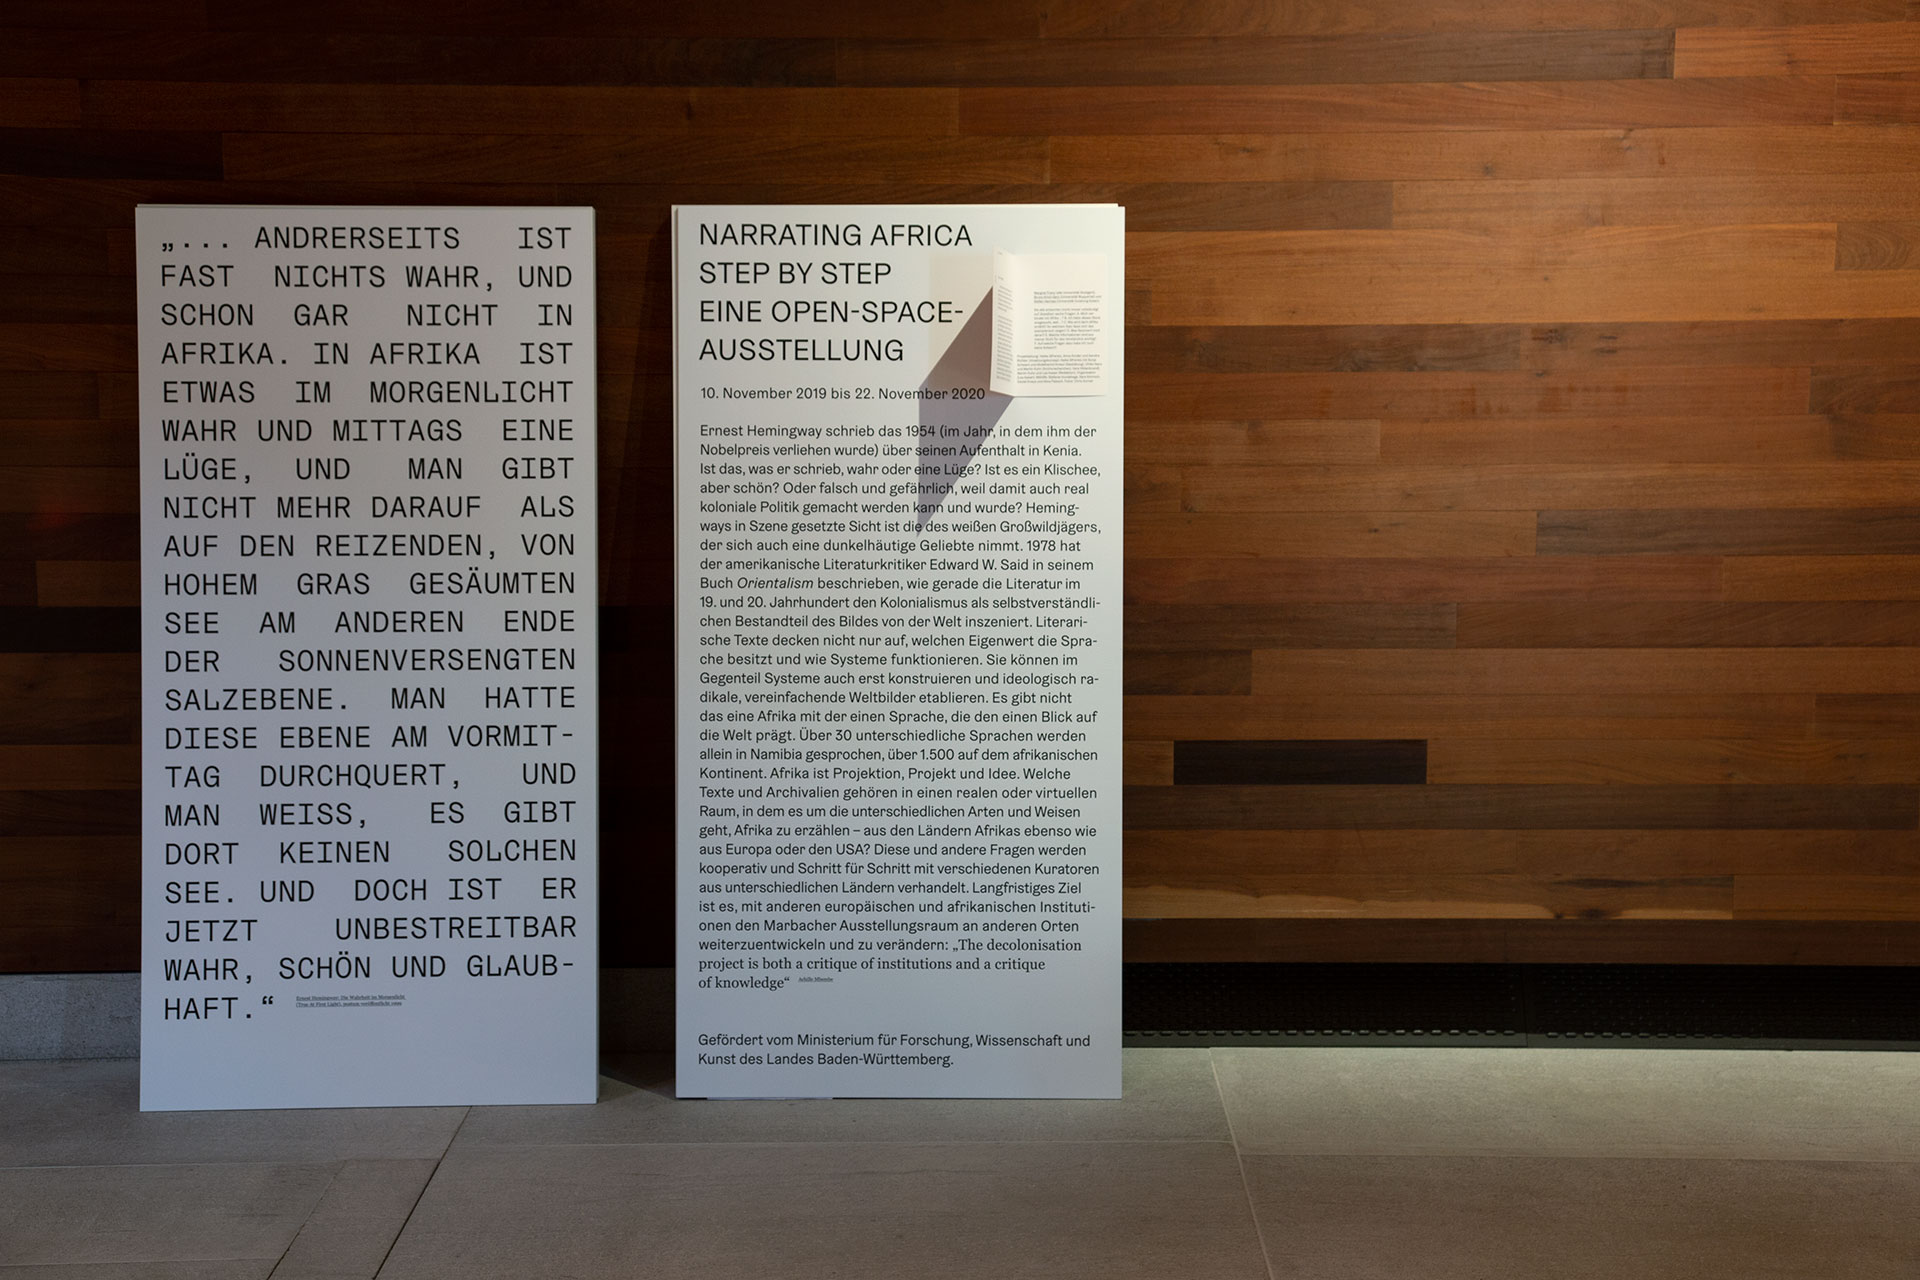 „... ANDRERSEITS IST
FAST NICHTS WAHR, UND
SCHON GAR NICHT IN
AFRIKA. IN AFRIKA IST
ETWAS IM MORGENLICHT
WAHR UND MITTAGS EINE
LÜGE, UND MAN GIBT
NICHT MEHR DARAUF ALS
AUF DEN REIZENDEN, VON
HOHEM GRAS GESÄUMTEN
SEE AM ANDEREN ENDE
DER SONNENVERSENGTEN
SALZEBENE. MAN HATTE
DIESE EBENE AM VORMIT-
TAG DURCHQUERT, UND
MAN WEISS, ES GIBT
DORT KEINEN SOLCHEN
SEE. UND DOCH IST ER
JETZT UNBESTREITBAR
WAHR, SCHÖN UND GLAUB-
HAFT.“
Ernest Hemingway: Die Wahrheit im Morgenlicht
(True At First Light), postum veröffentlicht 1999
NARRATING AFRICA
STEP BY STEP
EINE OPEN-SPACE-
AUSSTELLUNG
10. November 2019 bis 22. November 2020
Ernest Hemingway schrieb das 1954 (im Jahr, in dem ihm der
Nobelpreis verliehen wurde) über seinen Aufenthalt in Kenia.
Ist das, was er schrieb, wahr oder eine Lüge? Ist es ein Klischee,
aber schön? Oder falsch und gefährlich, weil damit auch real
koloniale Politik gemacht werden kann und wurde? Heming-
ways in Szene gesetzte Sicht ist die des weißen Großwildjägers,
der sich auch eine dunkelhäutige Geliebte nimmt. 1978 hat
der amerikanische Literaturkritiker Edward W. Said in seinem
Buch Orientalism beschrieben, wie gerade die Literatur im
19. und 20. Jahrhundert den Kolonialismus als selbstverständli-
chen Bestandteil des Bildes von der Welt inszeniert. Literari-
sche Texte decken nicht nur auf, welchen Eigenwert die Spra-
che besitzt und wie Systeme funktionieren. Sie können im
Gegenteil Systeme auch erst konstruieren und ideologisch ra-
dikale, vereinfachende Weltbilder etablieren. Es gibt nicht
das eine Afrika mit der einen Sprache, die den einen Blick auf
die Welt prägt. Über 30 unterschiedliche Sprachen werden
allein in Namibia gesprochen, über 1.500 auf dem afrikanischen
Kontinent. Afrika ist Projektion, Projekt und Idee. Welche
Texte und Archivalien gehören in einen realen oder virtuellen
Raum, in dem es um die unterschiedlichen Arten und Weisen
geht, Afrika zu erzählen – aus den Ländern Afrikas ebenso wie
aus Europa oder den USA? Diese und andere Fragen werden
kooperativ und Schritt für Schritt mit verschiedenen Kuratoren
aus unterschiedlichen Ländern verhandelt. Langfristiges Ziel
ist es, mit anderen europäischen und afrikanischen Instituti-
onen den Marbacher Ausstellungsraum an anderen Orten
weiterzuentwickeln und zu verändern: „The decolonisation
project is both a critique of institutions and a critique
of knowledge“ Achille Mbembe
Gefördert vom Ministerium für Forschung, Wissenschaft und
Kunst des Landes Baden-Württemberg.